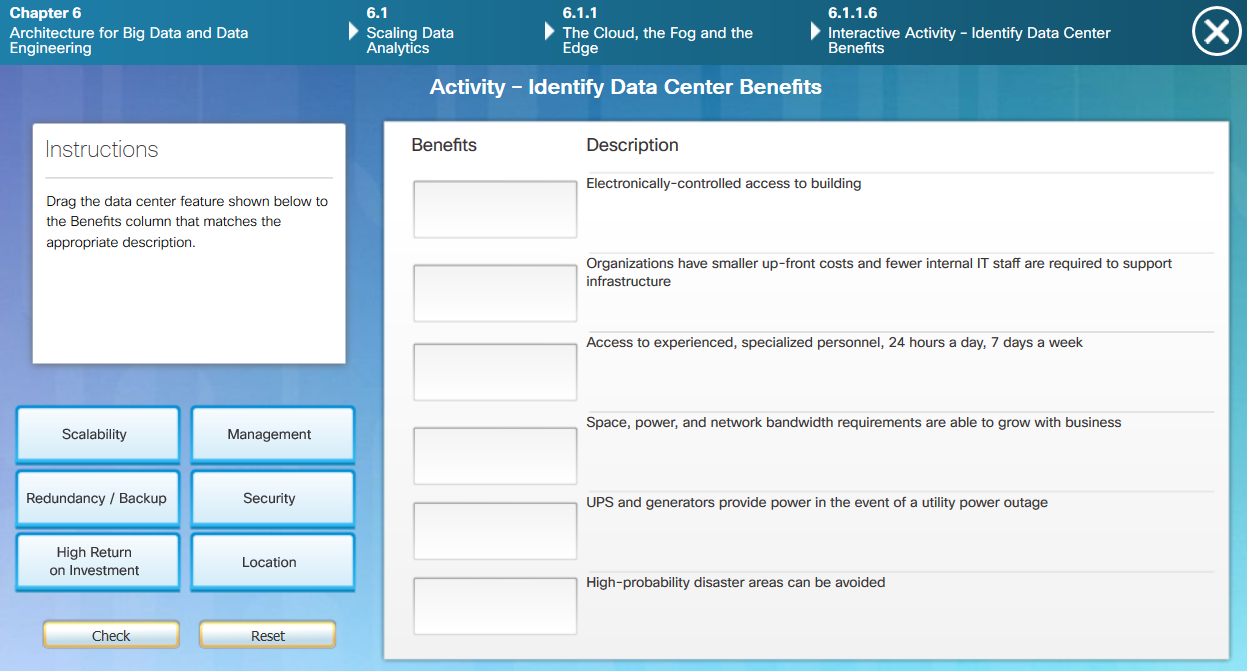 Chapter 6
Architecture for Big Data and Data
Engineering
6.1
Scaling Data
Analytics
6.1.1
The Cloud, the Fog and the
Edge
6.1.1.6
Interactive Activity – Identify Data Center
Benefits
Activity – Identify Data Center Benefits
Instructions
Drag the data center feature shown below to
the Benefits column that matches the
appropriate description.
Scalability
Management
Redundancy / Backup
Security
High Return
on Investment
Location
Check
Reset
Benefits
Description
Electronically-controlled access to building
Organizations have smaller up-front costs and fewer internal IT staff are required to support
infrastructure
Access to experienced, specialized personnel, 24 hours a day, 7 days a week
Space, power, and network bandwidth requirements are able to grow with business
UPS and generators provide power in the event of a utility power outage
High-probability disaster areas can be avoided